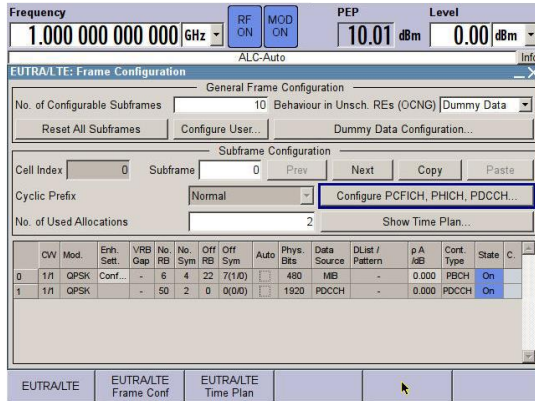 Frequency RF ON MOD ON PEP Level
1.000 000 000 000 GHz 10.01 dBm 0.00 dBm
ALC-Auto Info
EUTRA/LTE: Frame Configuration
General Frame Configuration
No. of Configurable Subframes 10 Behaviour in Unsch. REs (OCNG) Dummy Data
Reset All Subframes Configure User... Dummy Data Configuration...
Subframe Configuration
Cell Index 0 Subframe 0 Prev Next Copy Paste
Cyclic Prefix Normal Configure PCFICH, PHICH, PDCCH...
No. of Used Allocations 2 Show Time Plan...
CW Mod. Enh. Sett. VRB Gap No. RB No. Sym Off RB Off Sym Auto Phys. Bits Data Source DList / Pattern ρ A /dB Cont. Type State C.
0 1/1 QPSK Conf... - 6 4 22 7(1/0) 480 MIB - 0.000 PBCH On
1 1/1 QPSK - 50 2 0 0(0/0) 1920 PDCCH - 0.000 PDCCH On
EUTRA/LTE EUTRA/LTE Frame Conf EUTRA/LTE Time Plan